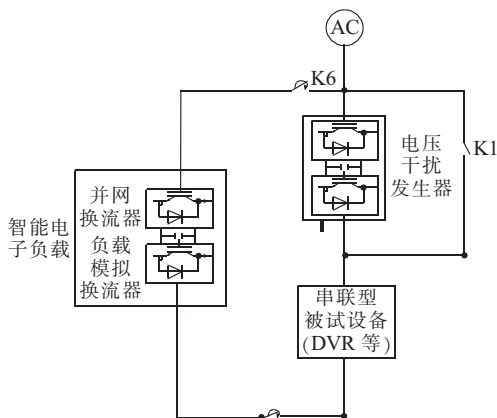 AC
K6
电压
干扰
发生器
K1
智能电
子负载
并网
换流器
负载
模拟
换流器
串联型
被试设备
(DVR 等)